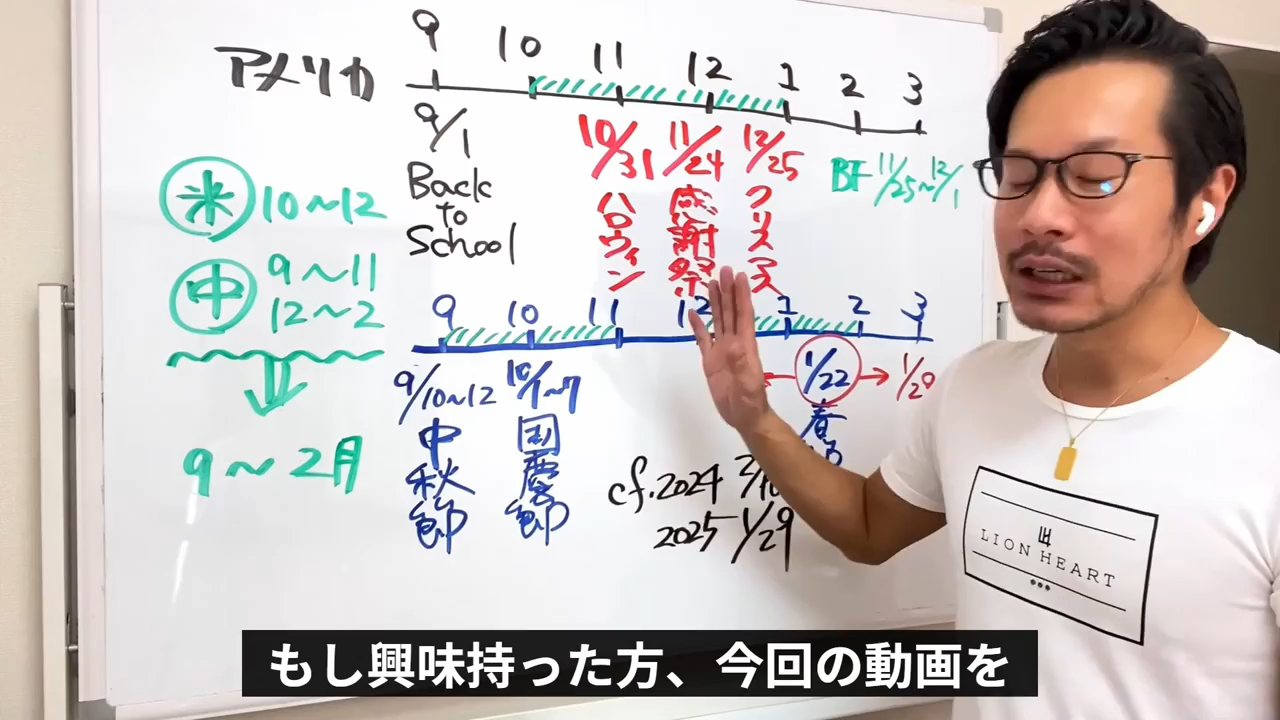 9 10 11 12 1 2 3
アメリカ
9/1
Back
to
School
10/31
ハロウィン
11/24
感謝祭
12/25
クリスマス
BF 11/25~12/1
米 10~12
中 9~11
12~2
9~2月
9 10 11 12 1 2 3
9/10~12
中秋節
10/1~7
国慶節
1/22
春
cf. 2024
2025 1/29
LH
LION HEART
もし興味持った方、今回の動画を